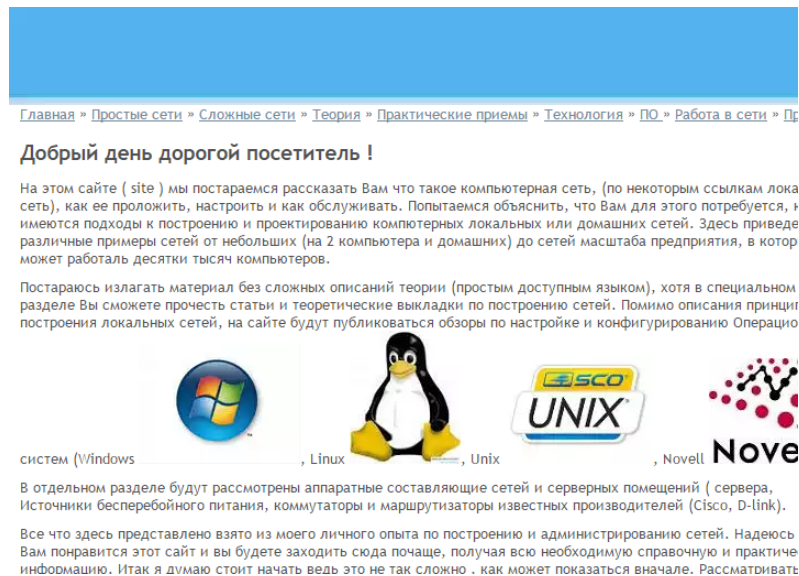 Главная » Простые сети » Сложные сети » Теория » Практические приемы » Технология » ПО » Работа в сети »
Добрый день дорогой посетитель !
На этом сайте ( site ) мы постараемся рассказать Вам что такое компьютерная сеть, (по некоторым ссылкам
сеть), как ее проложить, настроить и как обслуживать. Попытаемся объяснить, что Вам для этого потребуется,
имеются подходы к построению и проектированию компютерных локальных или домашних сетей. Здесь
различные примеры сетей от небольших (на 2 компьютера и домашних) до сетей масштаба предприятия, в
может работаль десятки тысяч компьютеров.
Постараюсь излагать материал без сложных описаний теории (простым доступным языком), хотя в специальном
разделе Вы сможете прочесть статьи и теоретические выкладки по построению сетей. Помимо описания
построения локальных сетей, на сайте будут публиковаться обзоры по настройке и конфигурированию
SCO
UNIX
систем (Windows , Linux , Unix , Novell
В отдельном разделе будут рассмотрены аппаратные составляющие сетей и серверных помещений ( сервера,
Источники бесперебойного питания, коммутаторы и маршрутизаторы известных производителей (Cisco, D-link).
Все что здесь представлено взято из моего личного опыта по построению и администрированию сетей. Надеюсь
Вам понравится этот сайт и вы будете заходить сюда почаще, получая всю необходимую справочную и
информацию. Итак я думаю стоит начать ведь это не так сложно , как может показаться вначале. Рассматривать